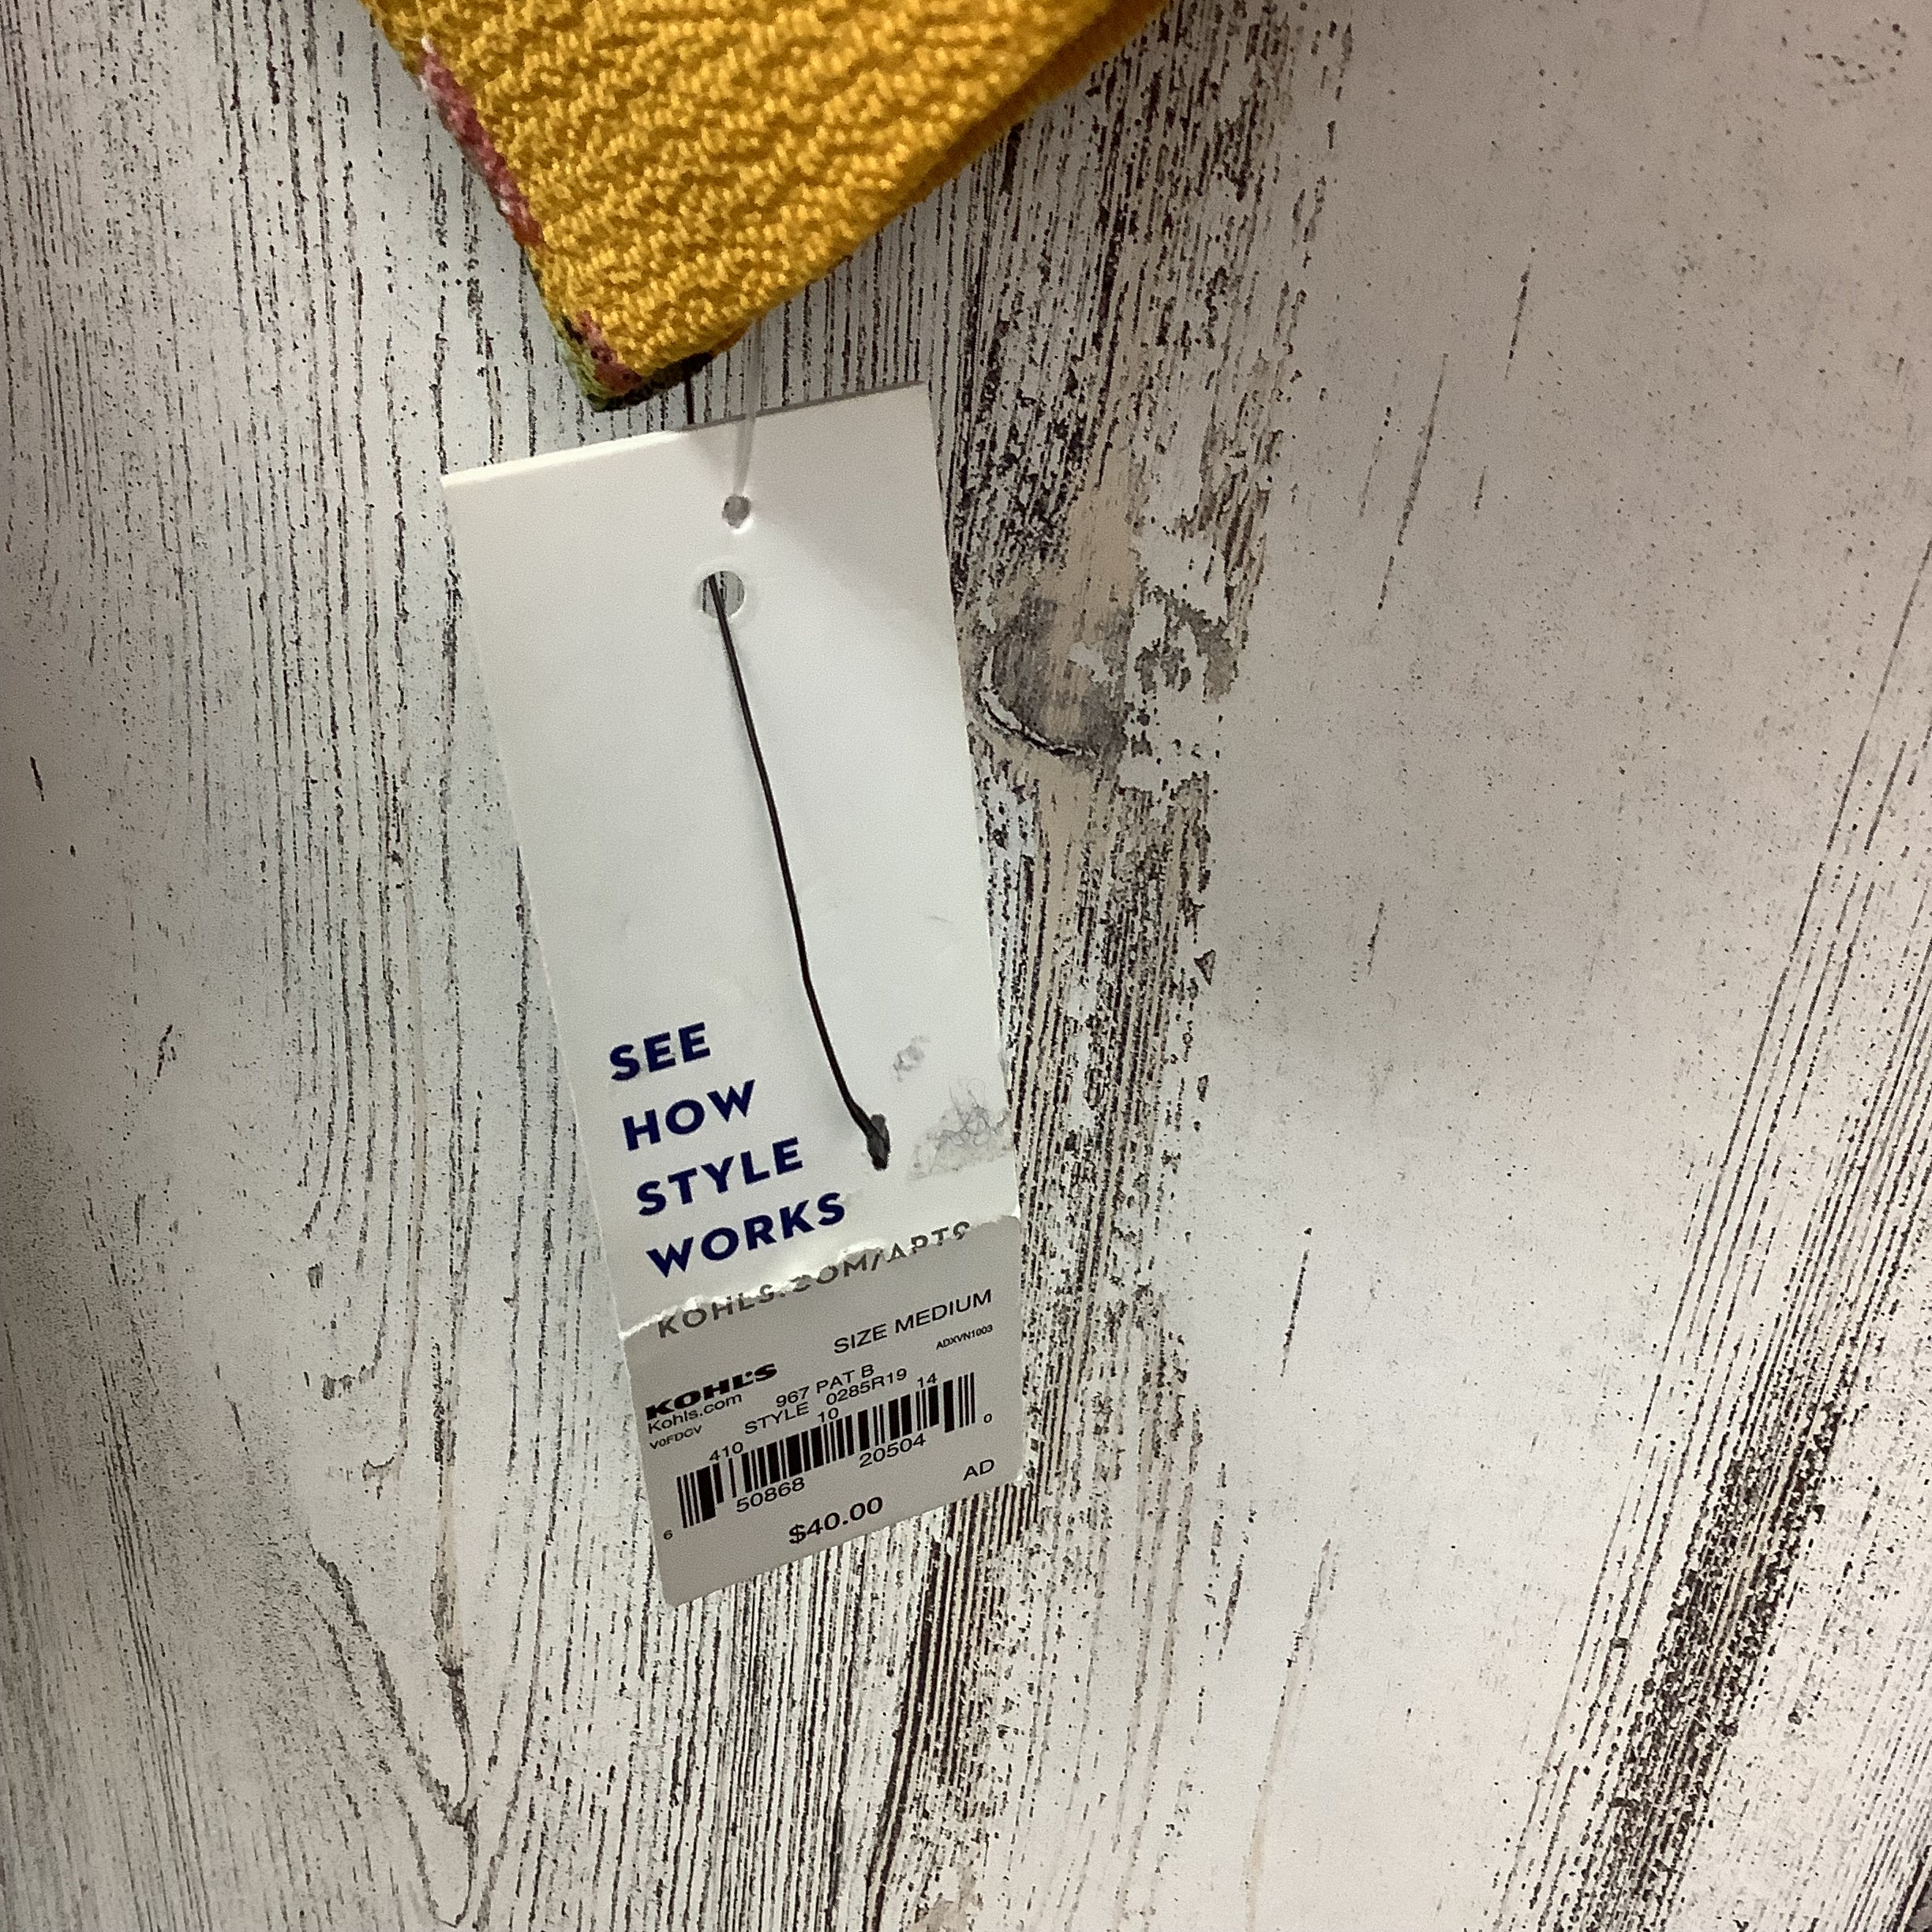 SEE
HOW
STYLE
WORKS
KOHLS.COM/APT9
SIZE MEDIUM
ADXVN1003
KOHL'S
Kohls.com
967 PAT B
V0FDCV
STYLE 0285R19
410 10 14
6 50868 20504 0
AD
$40.00